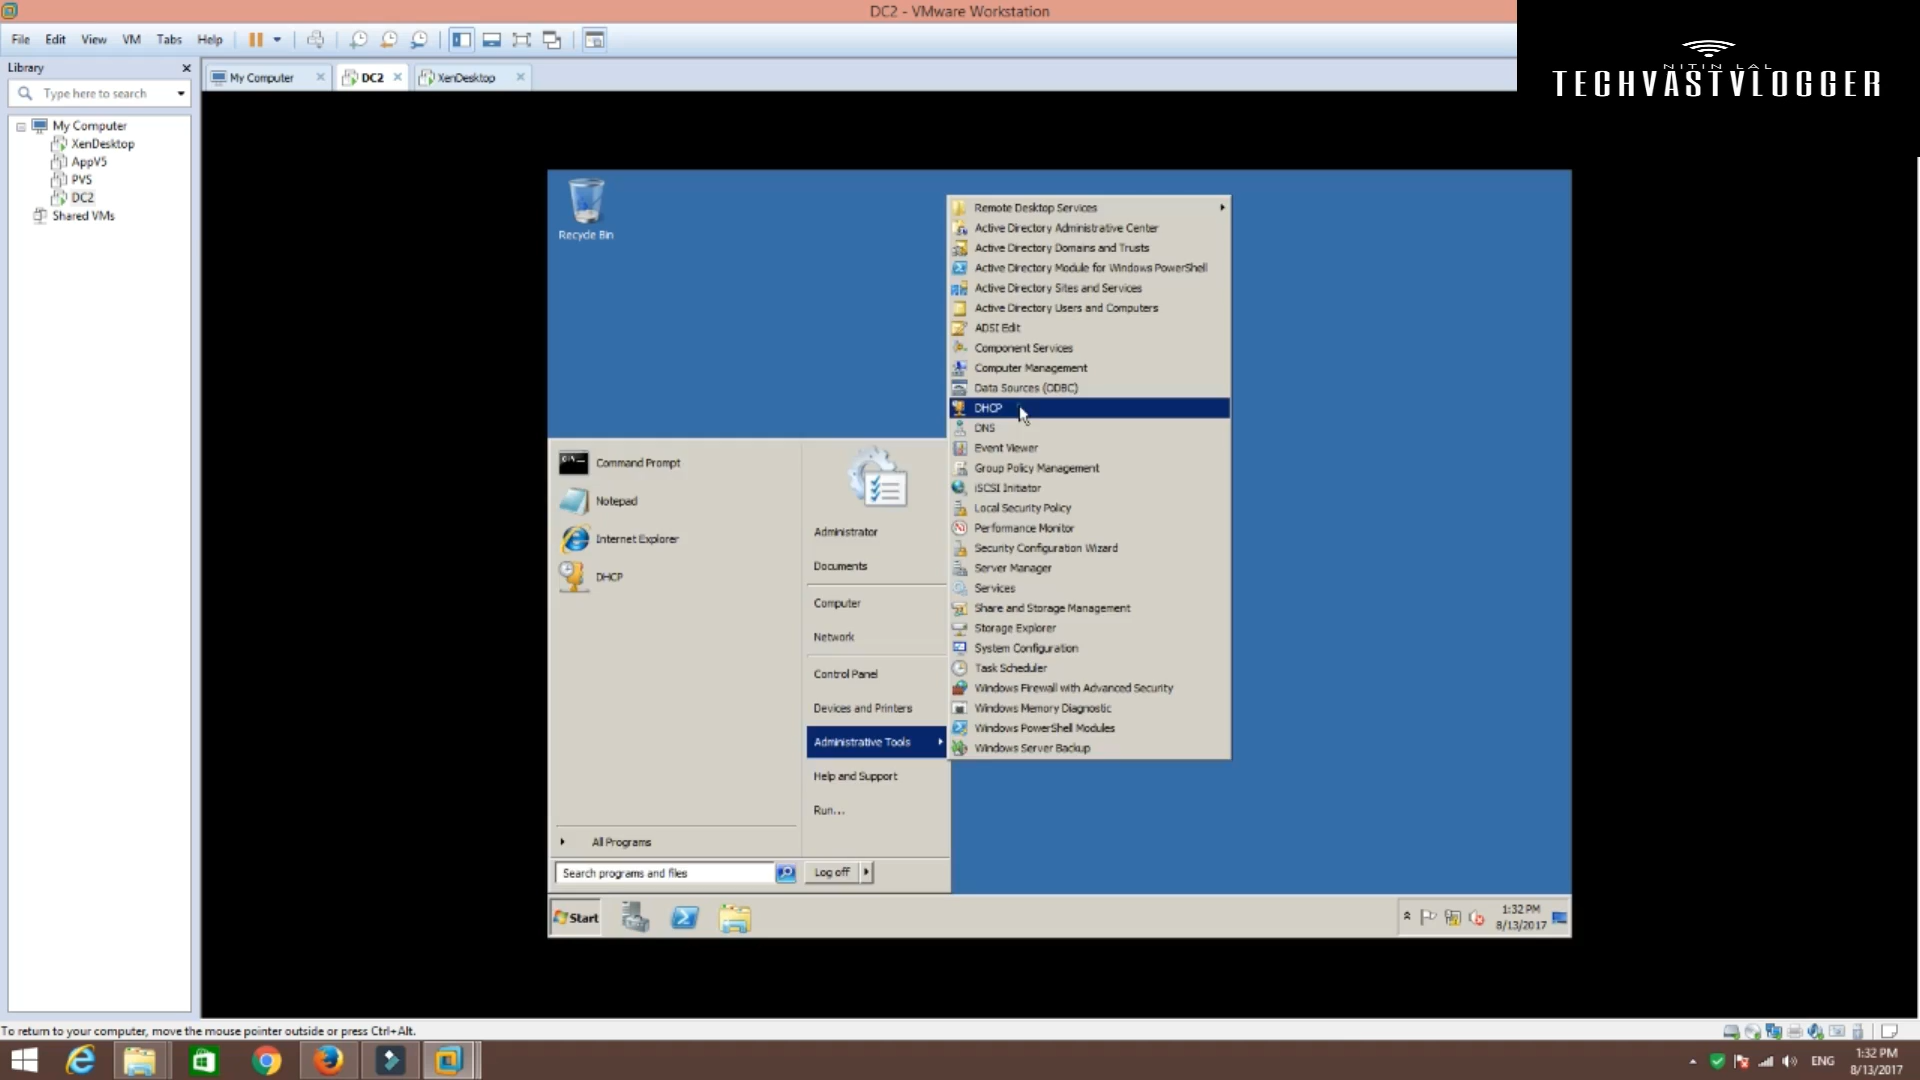 DC2 - VMware Workstation
File Edit View VM Tabs Help
NITIN LAL
TECHVASTVLOGGER
Library
Type here to search
My Computer
XenDesktop
AppV5
PVS
DC2
Shared VMs
My Computer
DC2
XenDesktop
Recycle Bin
Remote Desktop Services
Active Directory Administrative Center
Active Directory Domains and Trusts
Active Directory Module for Windows PowerShell
Active Directory Sites and Services
Active Directory Users and Computers
ADSI Edit
Component Services
Computer Management
Data Sources (ODBC)
DHCP
DNS
Event Viewer
Group Policy Management
iSCSI Initiator
Local Security Policy
Performance Monitor
Security Configuration Wizard
Server Manager
Services
Share and Storage Management
Storage Explorer
System Configuration
Task Scheduler
Windows Firewall with Advanced Security
Windows Memory Diagnostic
Windows PowerShell Modules
Windows Server Backup
Command Prompt
Notepad
Internet Explorer
DHCP
All Programs
Search programs and files
Administrator
Documents
Computer
Network
Control Panel
Devices and Printers
Administrative Tools
Help and Support
Run...
Log off
Start
1:32 PM
8/13/2017
To return to your computer, move the mouse pointer outside or press Ctrl+Alt.
ENG
1:32 PM
8/13/2017